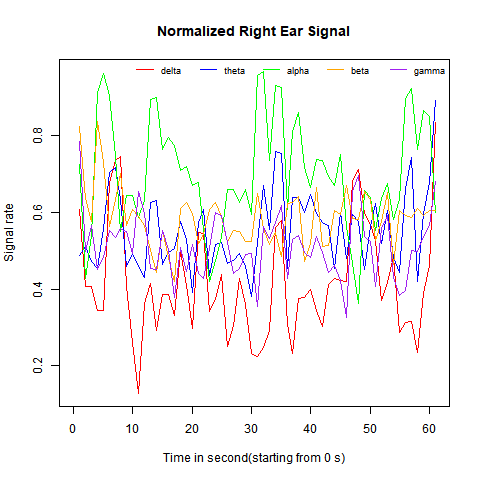 Normalized Right Ear Signal
delta theta alpha beta gamma
Signal rate
0.2 0.4 0.6 0.8
0 10 20 30 40 50 60
Time in second(starting from 0 s)